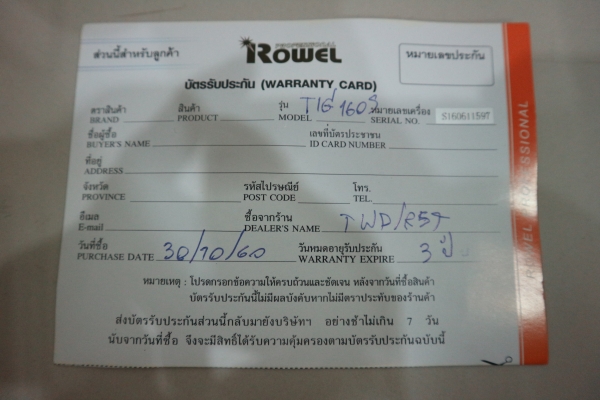 ส่วนนี้สำหรับลูกค้า
PROFESSIONAL
ROWEL
หมายเลขประกัน
บัตรรับประกัน (WARRANTY CARD)
ตราสินค้า สินค้า รุ่น TIG 160S หมายเลขเครื่อง
BRAND PRODUCT MODEL SERIAL NO. S160611597
ชื่อผู้ซื้อ เลขที่บัตรประชาชน
BUYER'S NAME ID CARD NUMBER
ที่อยู่
ADDRESS
จังหวัด รหัสไปรษณีย์ โทร.
PROVINCE POST CODE TEL.
อีเมล ซื้อจากร้าน
E-mail DEALER'S NAME TWD/RST
วันที่ซื้อ วันหมดอายุรับประกัน
PURCHASE DATE 30/10/60 WARRANTY EXPIRE 3 ปี
หมายเหตุ : โปรดกรอกข้อความให้ครบถ้วนและชัดเจน หลังจากวันที่ซื้อสินค้า
บัตรรับประกันนี้ไม่มีผลบังคับหากไม่มีตราประทับของร้านค้า
ส่งบัตรรับประกันส่วนนี้กลับมายังบริษัทฯ อย่างช้าไม่เกิน 7 วัน
นับจากวันที่ซื้อ จึงจะมีสิทธิ์ได้รับความคุ้มครองตามบัตรรับประกันฉบับนี้
ROWEL PROFESSIONAL